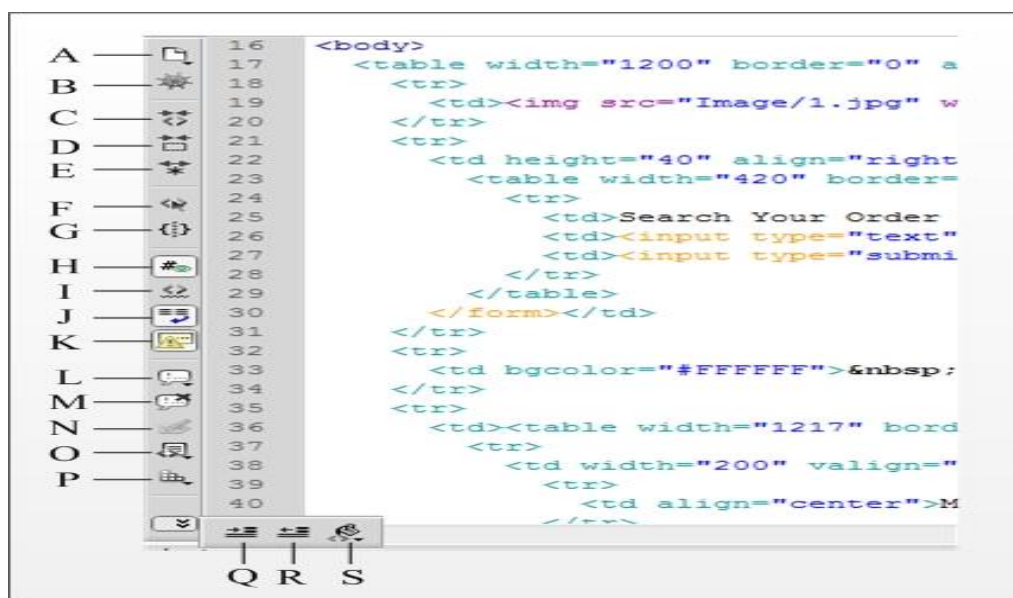 A
B
C
D
E
F
G
H
I
J
K
L
M
N
O
P
16 <body>
17 <table width="1200" border="0" a
18 <tr>
19 <td><img src="Image/1.jpg" w
20 </tr>
21 <tr>
22 <td height="40" align="right
23 <table width="420" border=
24 <tr>
25 <td>Search Your Order
26 <td><input type="text"
27 <td><input type="submi
28 </tr>
29 </table>
30 </form></td>
31 </tr>
32 <tr>
33 <td bgcolor="#FFFFFF">&nbsp;
34 </tr>
35 <tr>
36 <td><table width="1217" bord
37 <tr>
38 <td width="200" valign="
39 <tr>
40 <td align="center">M
</tr>
Q R S